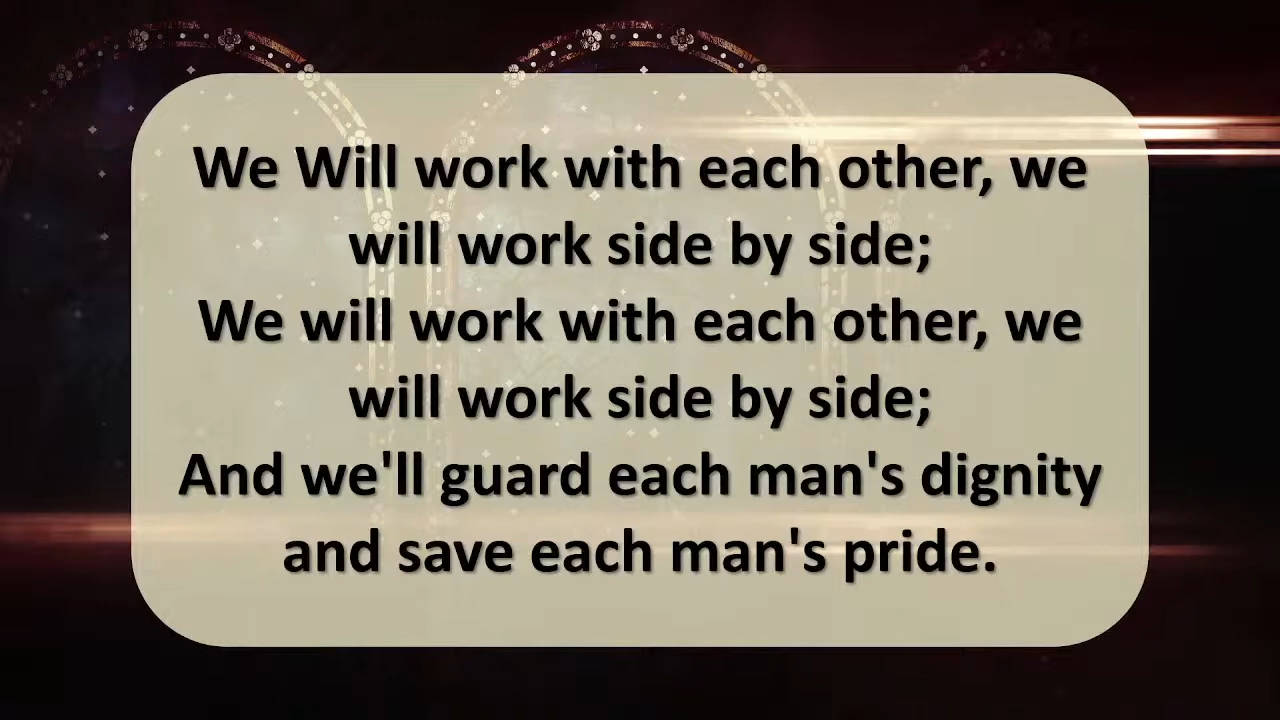 We Will work with each other, we
will work side by side;
We will work with each other, we
will work side by side;
And we'll guard each man's dignity
and save each man's pride.